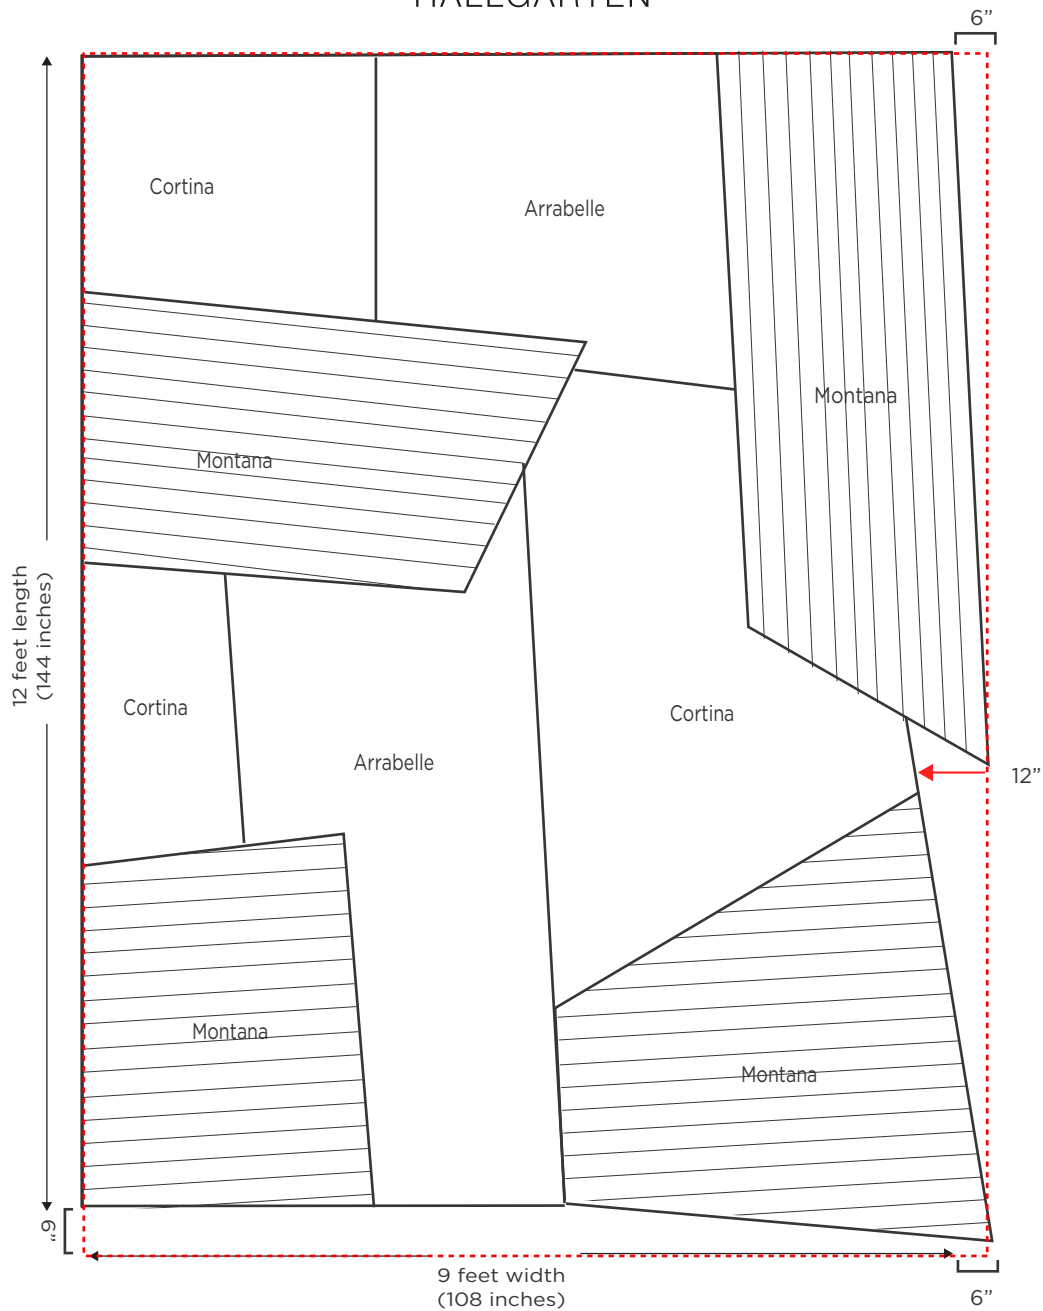 HALLGARTEN
6”
Cortina
Arrabelle
Montana
Montana
12 feet length
(144 inches)
Cortina
Cortina
Arrabelle
12”
Montana
Montana
6”
9 feet width
(108 inches)
6”